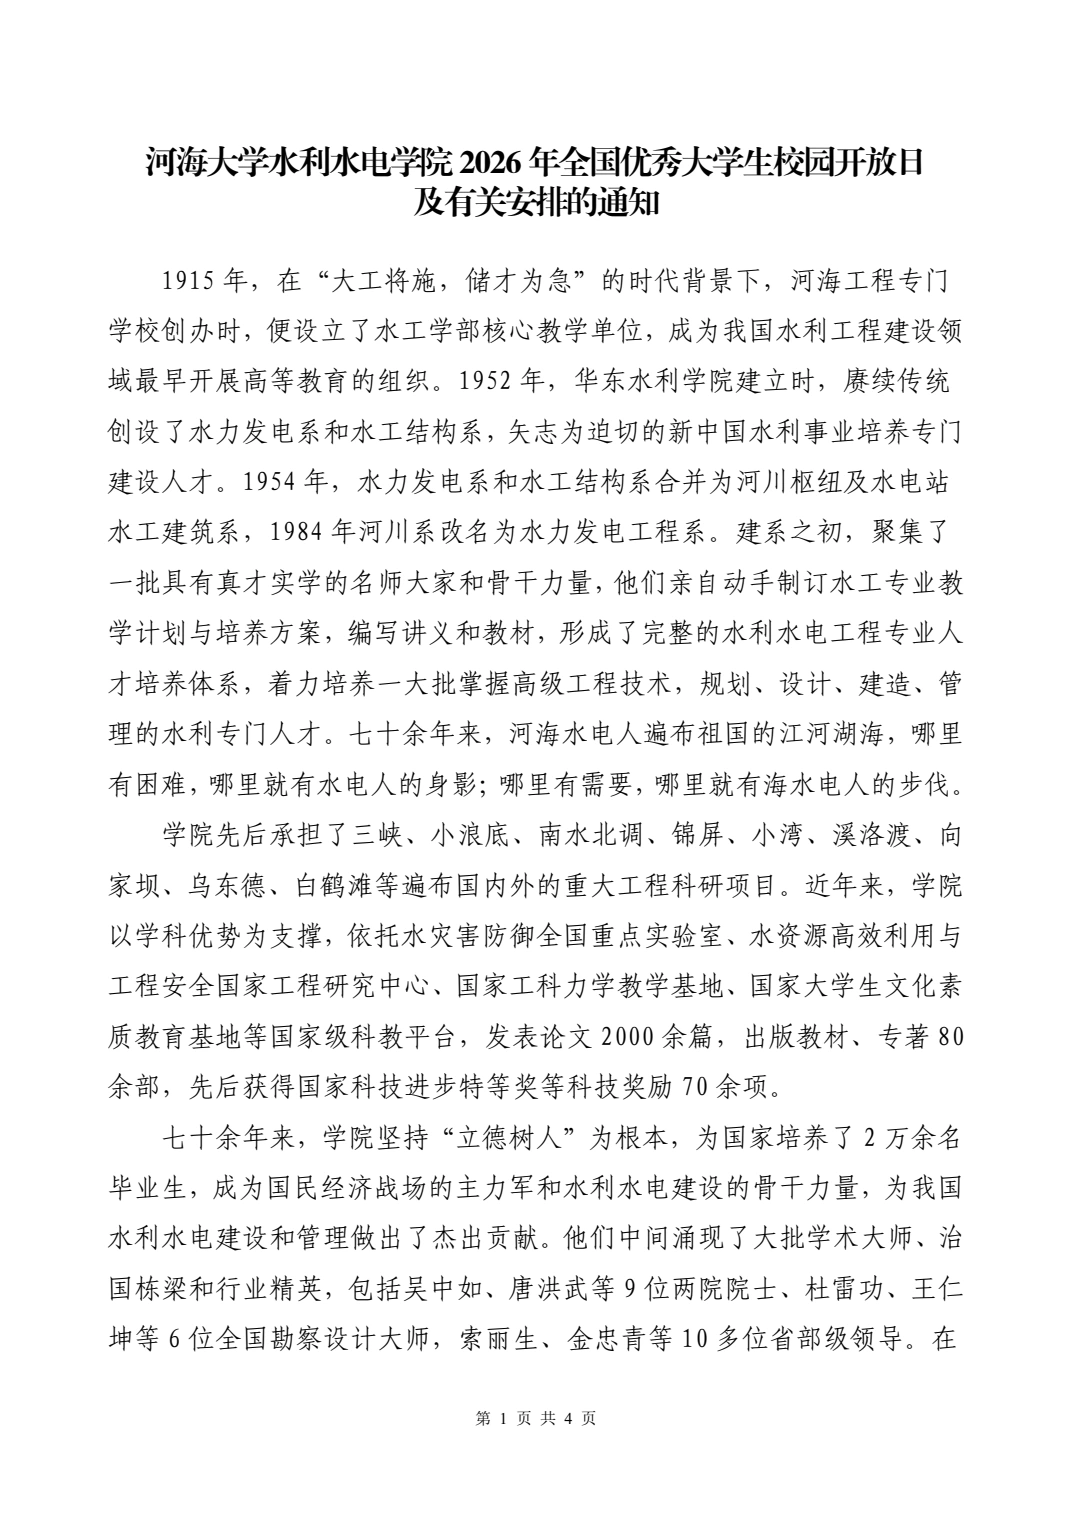 河海大学水利水电学院 2026 年全国优秀大学生校园开放日
及有关安排的通知
1915 年，在“大工将施，储才为急”的时代背景下，河海工程专门
学校创办时，便设立了水工学部核心教学单位，成为我国水利工程建设领
域最早开展高等教育的组织。1952 年，华东水利学院建立时，赓续传统
创设了水力发电系和水工结构系，矢志为迫切的新中国水利事业培养专门
建设人才。1954 年，水力发电系和水工结构系合并为河川枢纽及水电站
水工建筑系，1984 年河川系改名为水力发电工程系。建系之初，聚集了
一批具有真才实学的名师大家和骨干力量，他们亲自动手制订水工专业教
学计划与培养方案，编写讲义和教材，形成了完整的水利水电工程专业人
才培养体系，着力培养一大批掌握高级工程技术，规划、设计、建造、管
理的水利专门人才。七十余年来，河海水电人遍布祖国的江河湖海，哪里
有困难，哪里就有水电人的身影；哪里有需要，哪里就有海水电人的步伐。
学院先后承担了三峡、小浪底、南水北调、锦屏、小湾、溪洛渡、向
家坝、乌东德、白鹤滩等遍布国内外的重大工程科研项目。近年来，学院
以学科优势为支撑，依托水灾害防御全国重点实验室、水资源高效利用与
工程安全国家工程研究中心、国家工科力学教学基地、国家大学生文化素
质教育基地等国家级科教平台，发表论文 2000 余篇，出版教材、专著 80
余部，先后获得国家科技进步特等奖等科技奖励 70 余项。
七十余年来，学院坚持“立德树人”为根本，为国家培养了 2 万余名
毕业生，成为国民经济战场的主力军和水利水电建设的骨干力量，为我国
水利水电建设和管理做出了杰出贡献。他们中间涌现了大批学术大师、治
国栋梁和行业精英，包括吴中如、唐洪武等 9 位两院院士、杜雷功、王仁
坤等 6 位全国勘察设计大师，索丽生、金忠青等 10 多位省部级领导。在
第 1 页 共 4 页